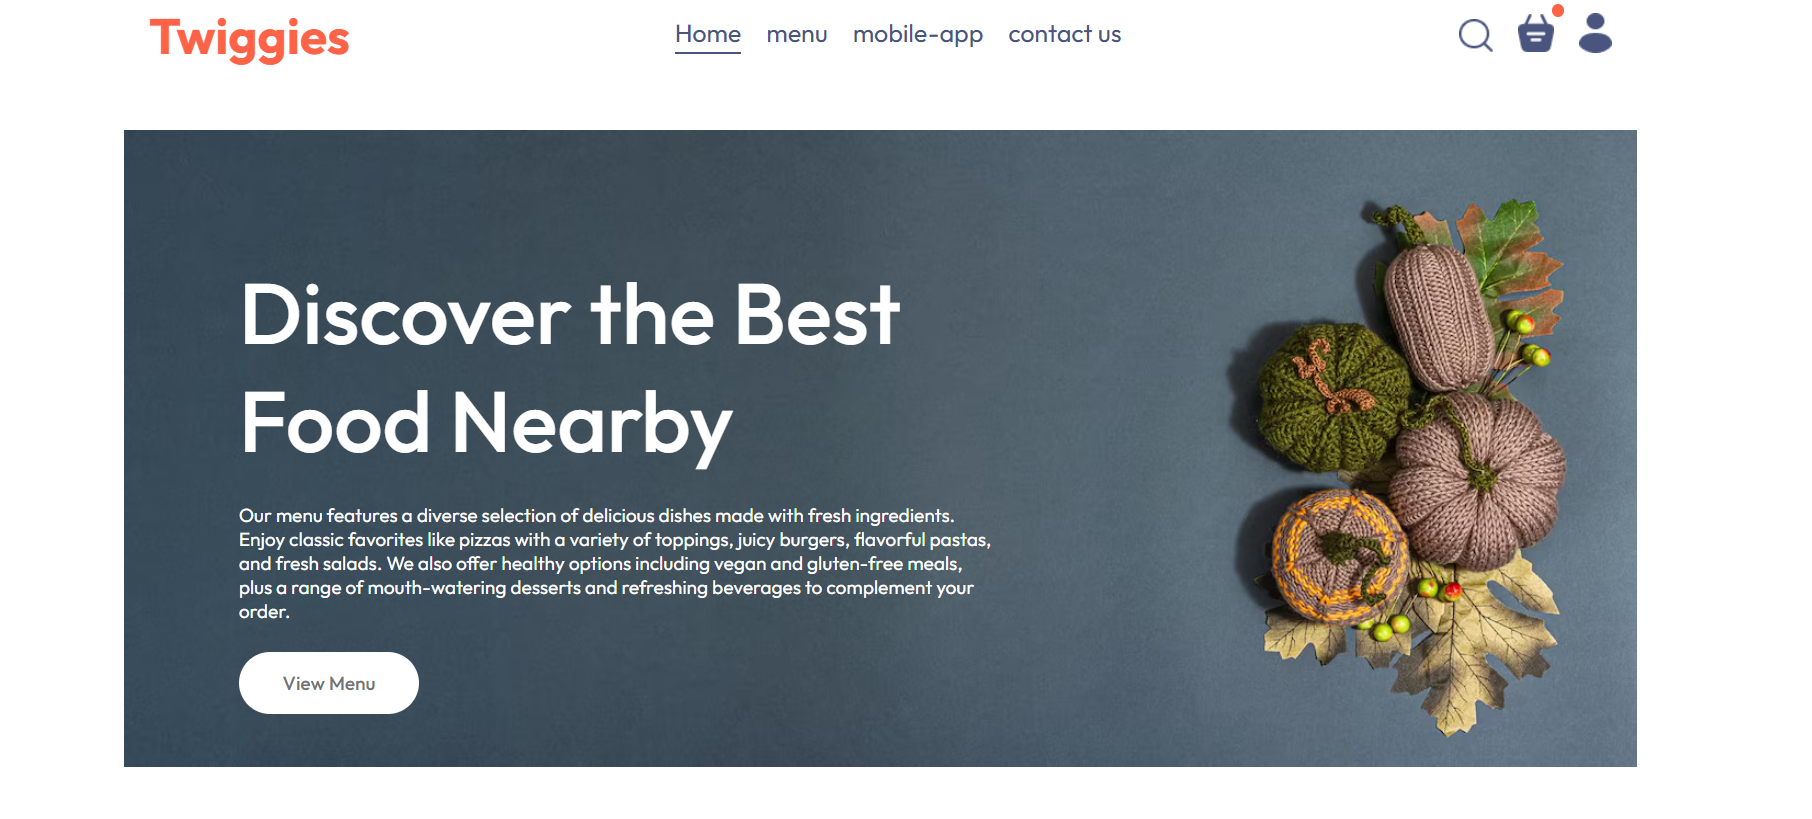 Twiggies
Home menu mobile-app contact us
Discover the Best
Food Nearby
Our menu features a diverse selection of delicious dishes made with fresh ingredients.
Enjoy classic favorites like pizzas with a variety of toppings, juicy burgers, flavorful pastas,
and fresh salads. We also offer healthy options including vegan and gluten-free meals,
plus a range of mouth-watering desserts and refreshing beverages to complement your
order.
View Menu